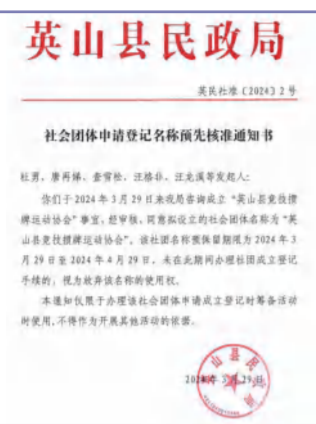 英山县民政局
英民社准〔2024〕2号
社会团体申请登记名称预先核准通知书
杜勇、唐再娣、查雪松、汪格非、汪龙溪等发起人：
你们于2024年3月29日来我局咨询成立“英山县竞技掼
牌运动协会”事宜，经审核，同意拟设立的社会团体名称为“英
山县竞技掼牌运动协会”。该社团名称预保留期限为2024年3
月29日至2024年4月29日，未在此期间办理社团成立登记
手续的，视为放弃该名称的使用权。
本通知仅限于办理该社会团体申请成立登记时筹备活动
时使用，不得作为开展其他活动的依据。
2024年3月29日